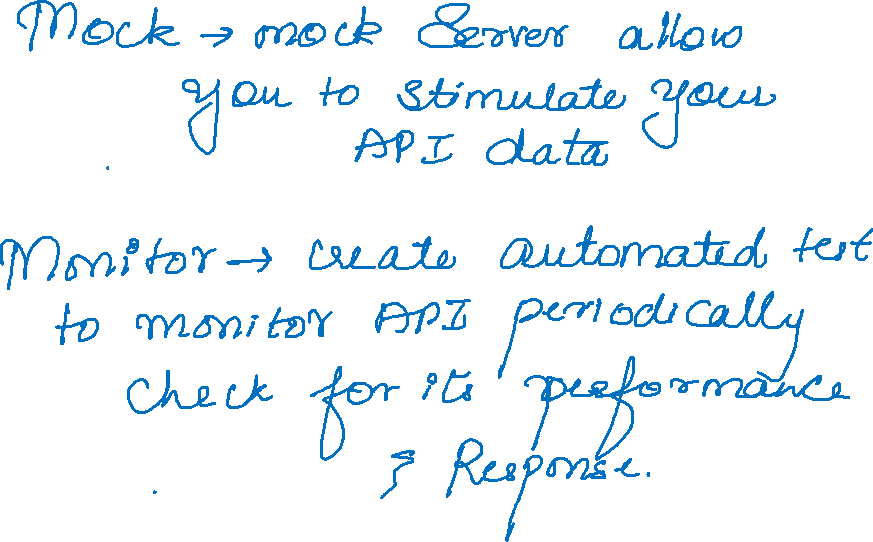 Mock → mock Server allow
you to stimulate your
API data
Monitor → create automated test
to monitor API periodically
check for its performance
& Response.